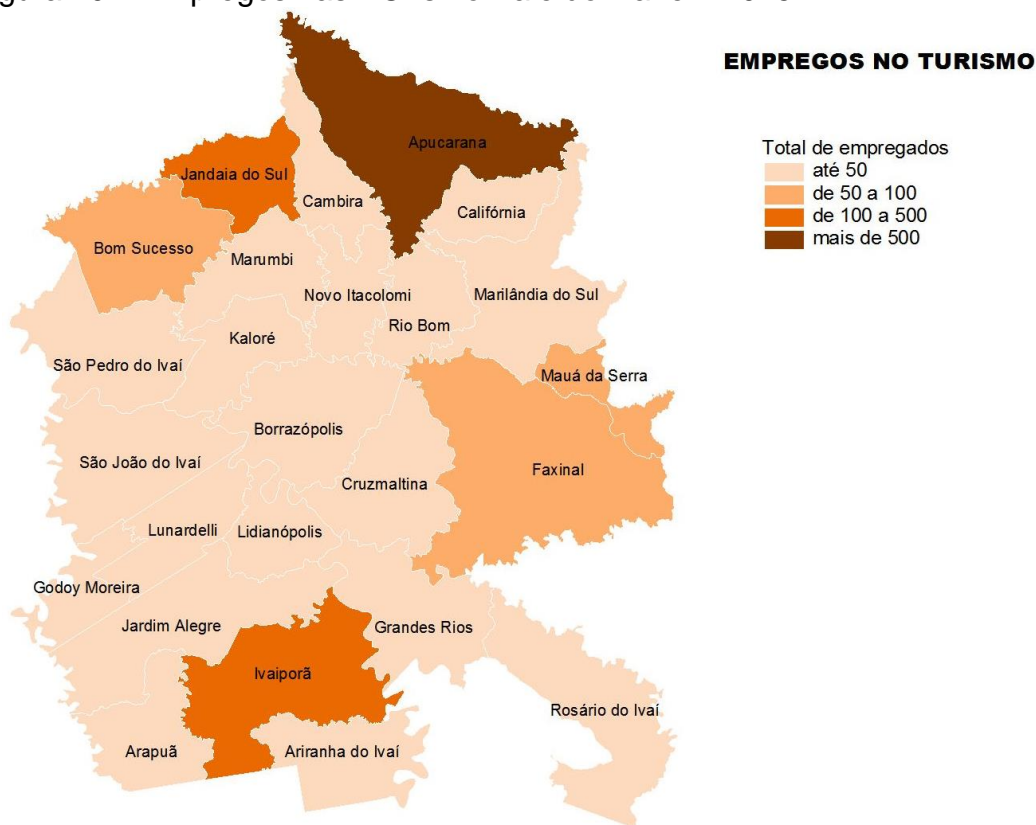 EMPREGOS NO TURISMO
Total de empregados
até 50
de 50 a 100
de 100 a 500
mais de 500
Apucarana
Jandaia do Sul
Cambira
Califórnia
Bom Sucesso
Marumbi
Novo Itacolomi
Marilândia do Sul
Rio Bom
Kaloré
São Pedro do Ivaí
Mauá da Serra
Borrazópolis
São João do Ivaí
Faxinal
Cruzmaltina
Lunardelli
Lidianópolis
Godoy Moreira
Jardim Alegre
Grandes Rios
Ivaiporã
Rosário do Ivaí
Arapuã
Ariranha do Ivaí